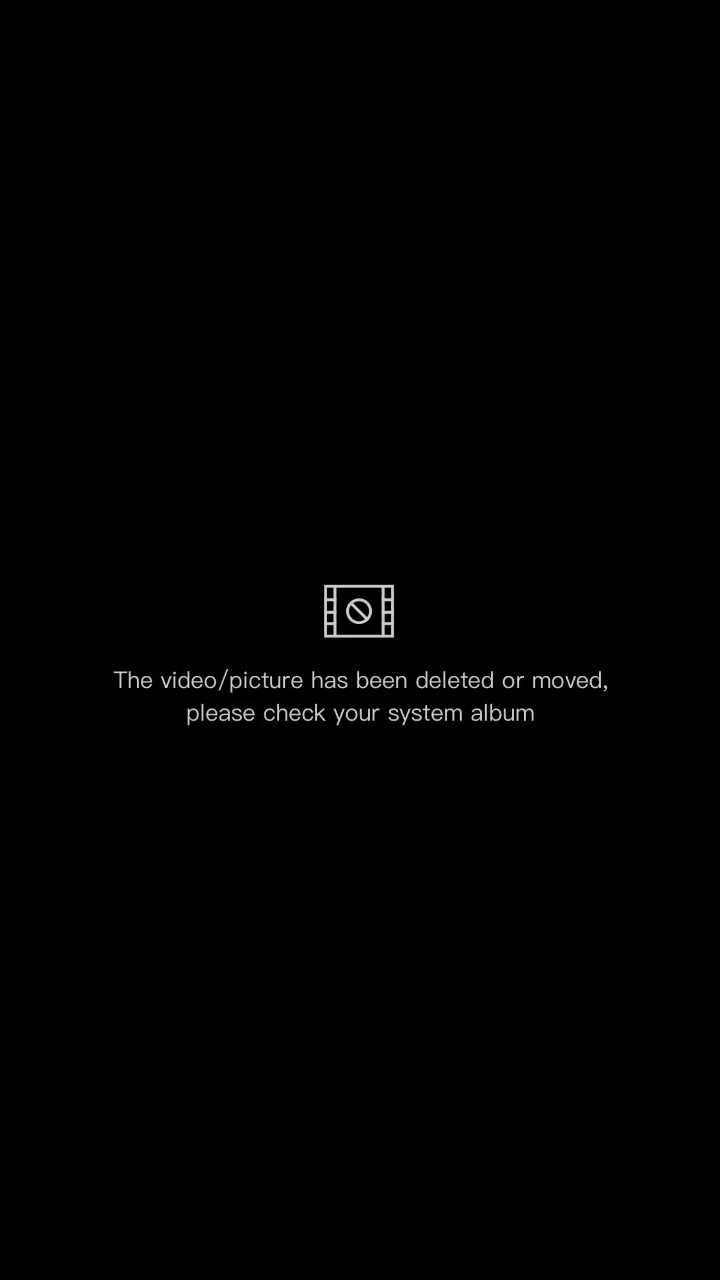 The video/picture has been deleted or moved,
please check your system album